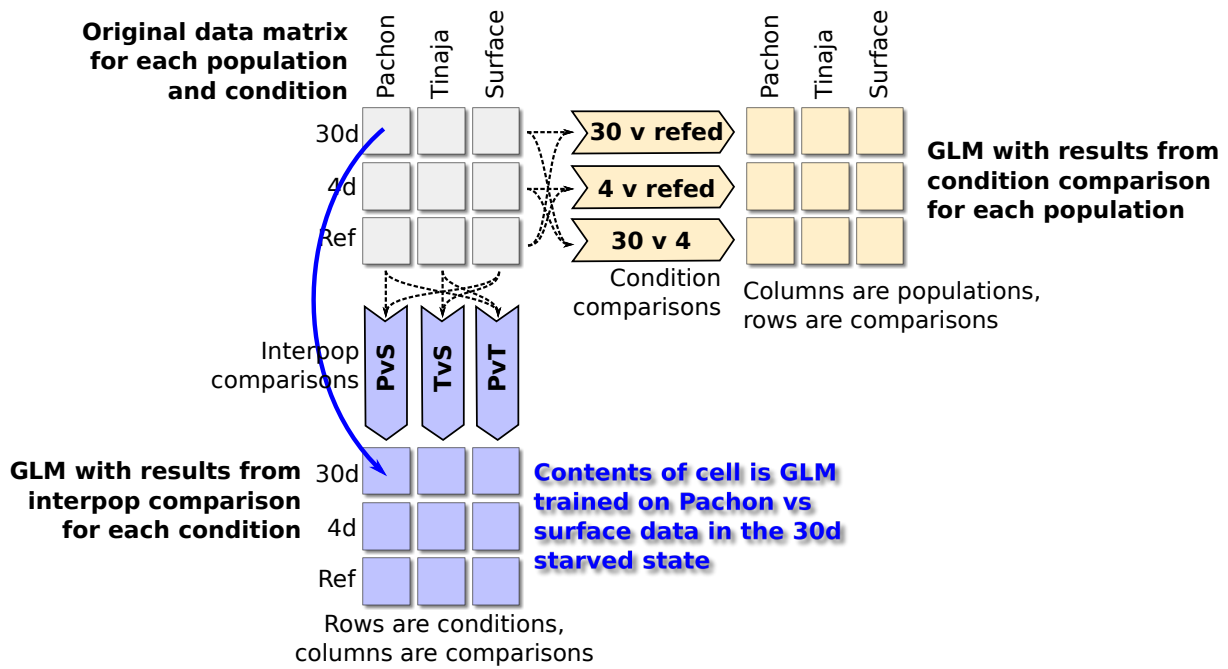 Original data matrix
for each population
and condition
Pachon
Tinaja
Surface
30d
4d
Ref
30 v refed
4 v refed
30 v 4
Condition
comparisons
Pachon
Tinaja
Surface
GLM with results from
condition comparison
for each population
Columns are populations,
rows are comparisons
Interpop
comparisons
PvS
TvS
PvT
GLM with results from
interpop comparison
for each condition
30d
4d
Ref
Contents of cell is GLM
trained on Pachon vs
surface data in the 30d
starved state
Rows are conditions,
columns are comparisons